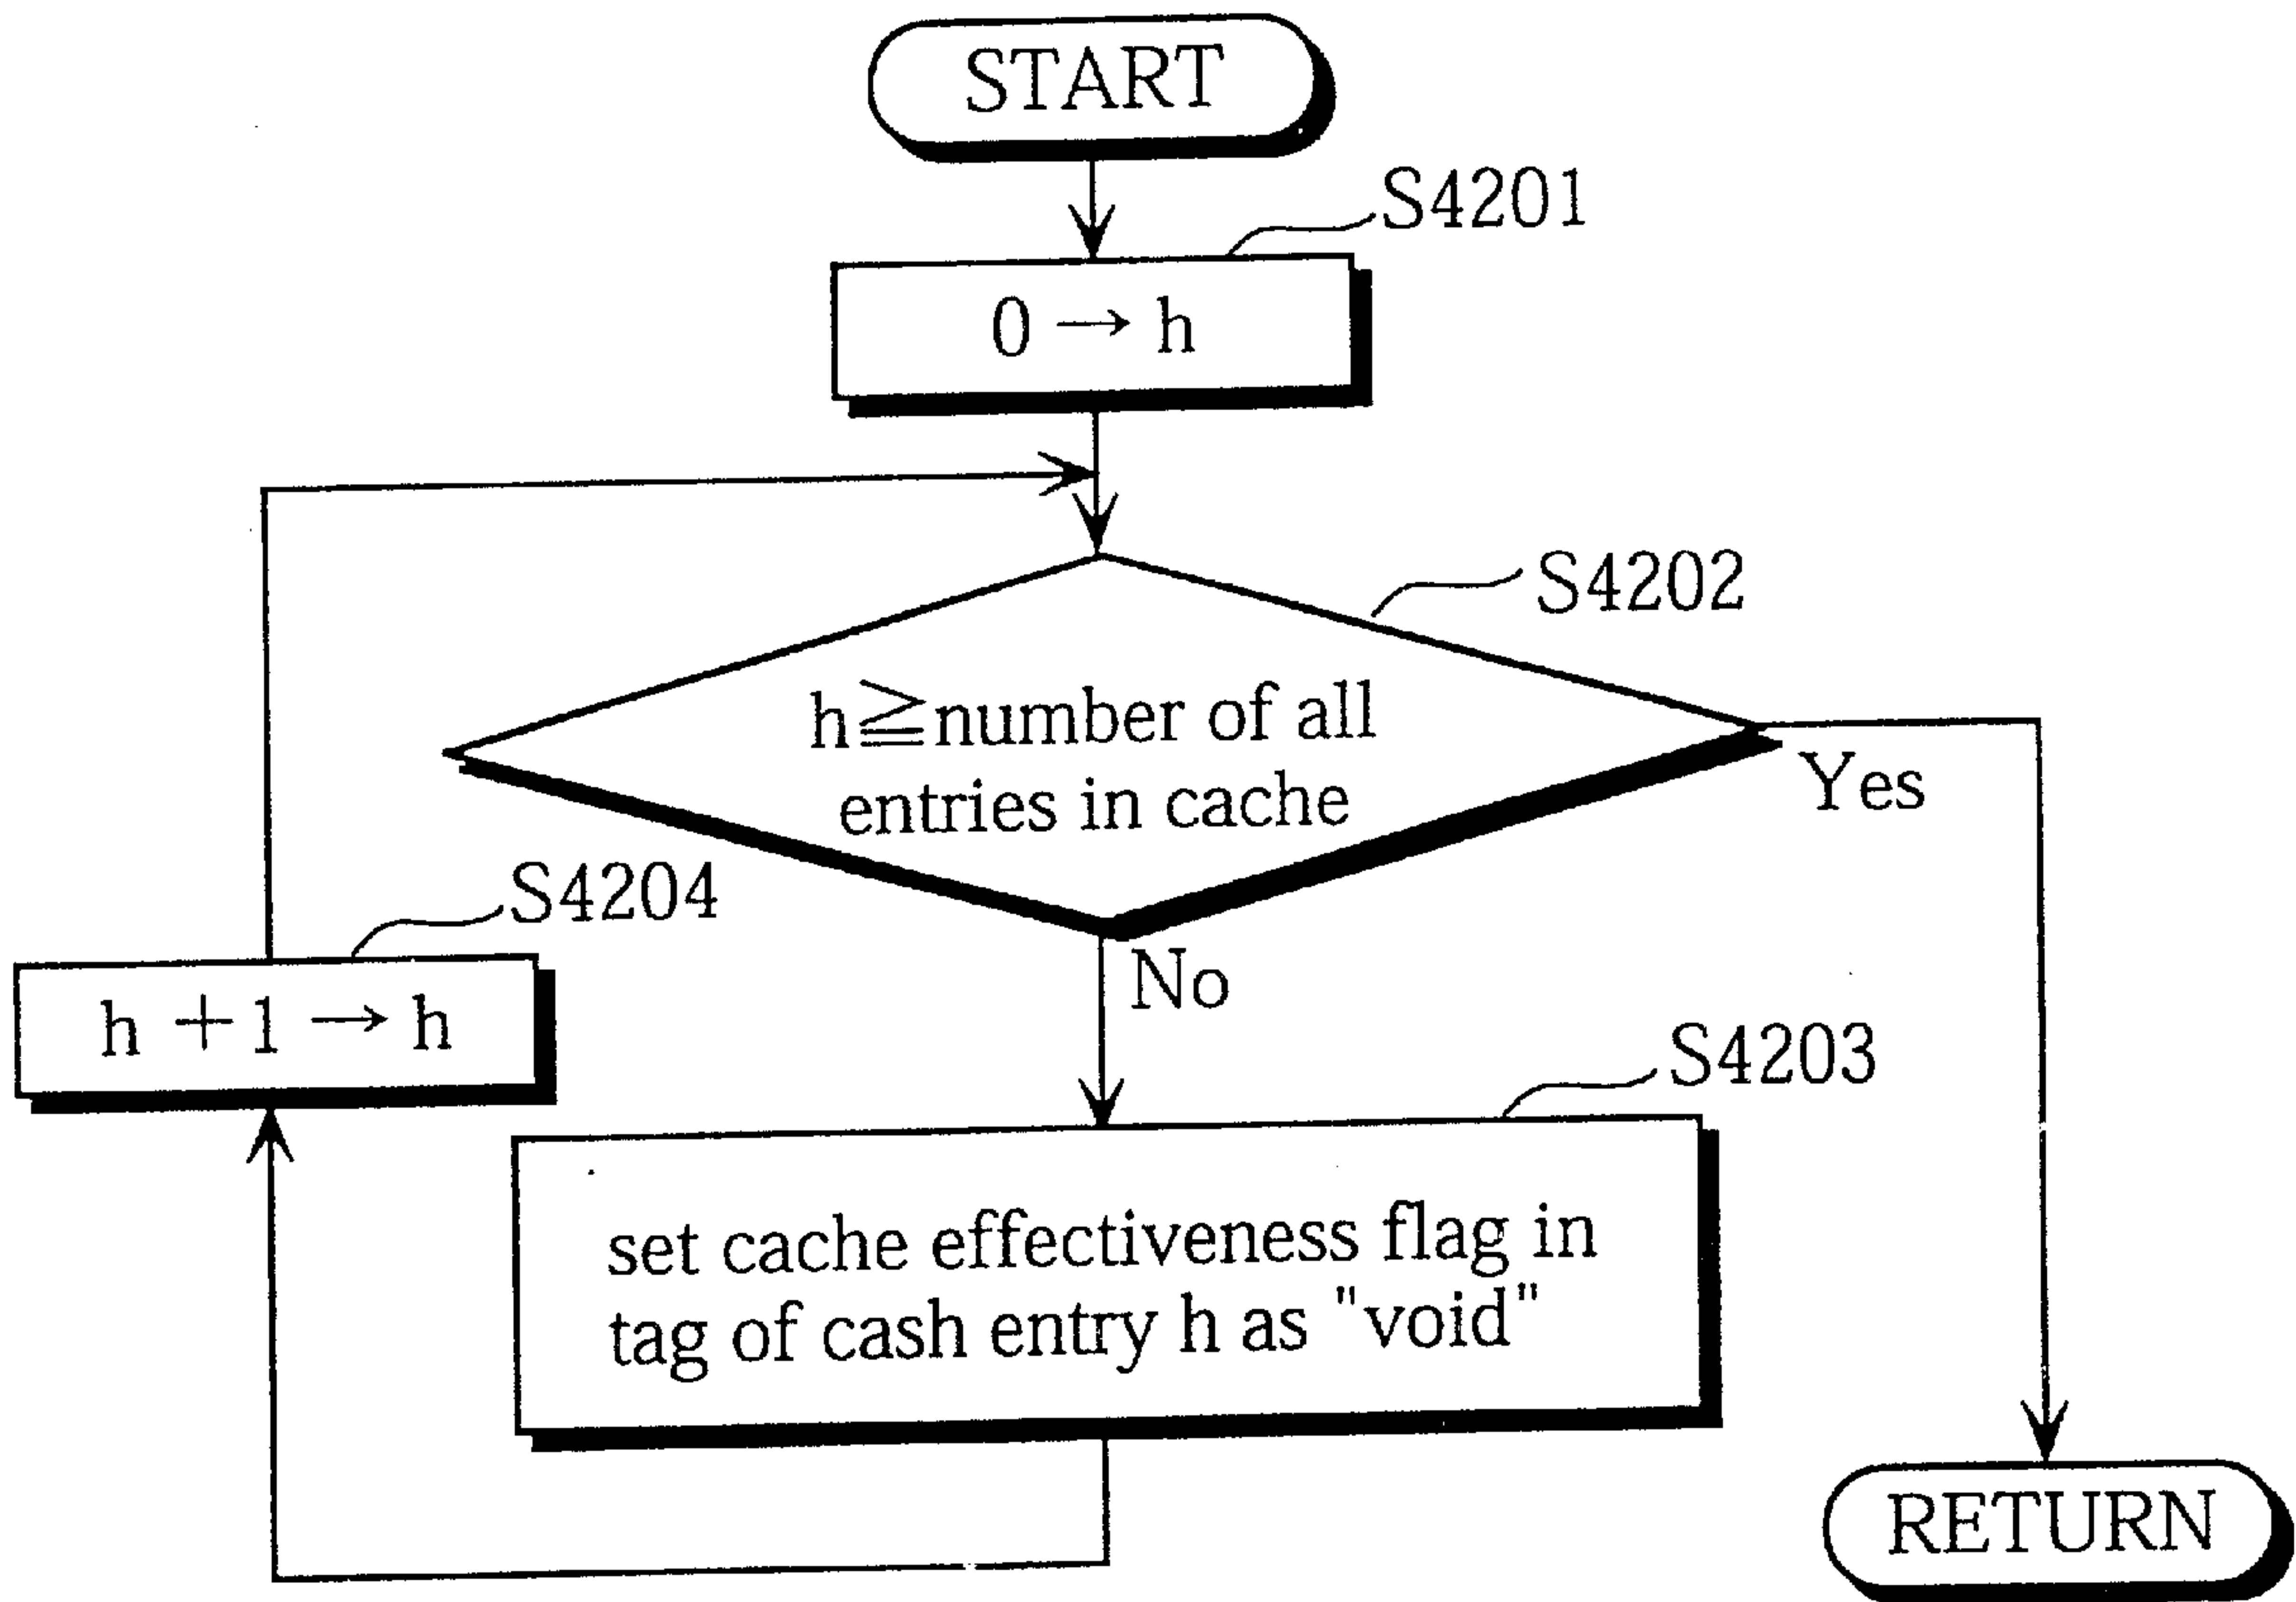 START
S4201
0 → h
S4202
h≧number of all
entries in cache
Yes
S4204
No
h +1 → h
S4203
set cache effectiveness flag in
tag of cash entry h as "void"
RETURN